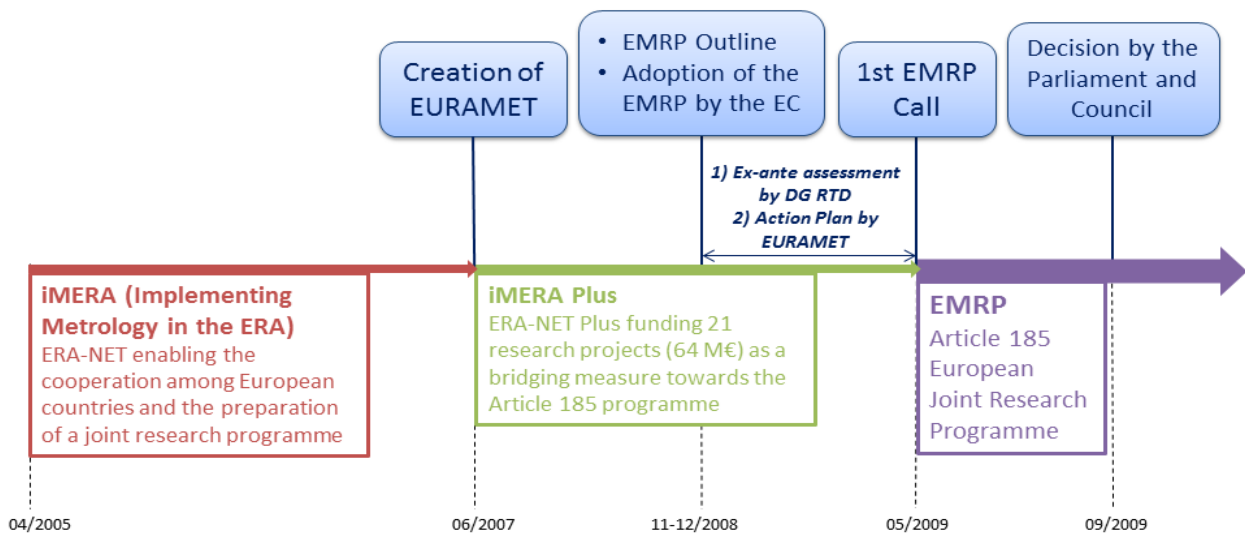 Creation of
EURAMET
• EMRP Outline
• Adoption of the
EMRP by the EC
1st EMRP
Call
Decision by the
Parliament and
Council
1) Ex-ante assessment
by DG RTD
2) Action Plan by
EURAMET
iMERA (Implementing
Metrology in the ERA)
ERA-NET enabling the
cooperation among European
countries and the preparation
of a joint research programme
iMERA Plus
ERA-NET Plus funding 21
research projects (64 M€) as a
bridging measure towards the
Article 185 programme
EMRP
Article 185
European
Joint Research
Programme
04/2005
06/2007
11-12/2008
05/2009
09/2009